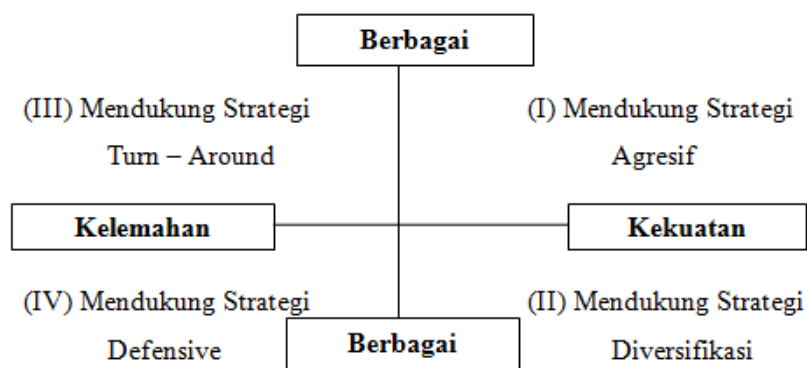 Berbagai
(III) Mendukung Strategi
Turn – Around
(I) Mendukung Strategi
Agresif
Kelemahan
Kekuatan
(IV) Mendukung Strategi
Defensive
Berbagai
(II) Mendukung Strategi
Diversifikasi